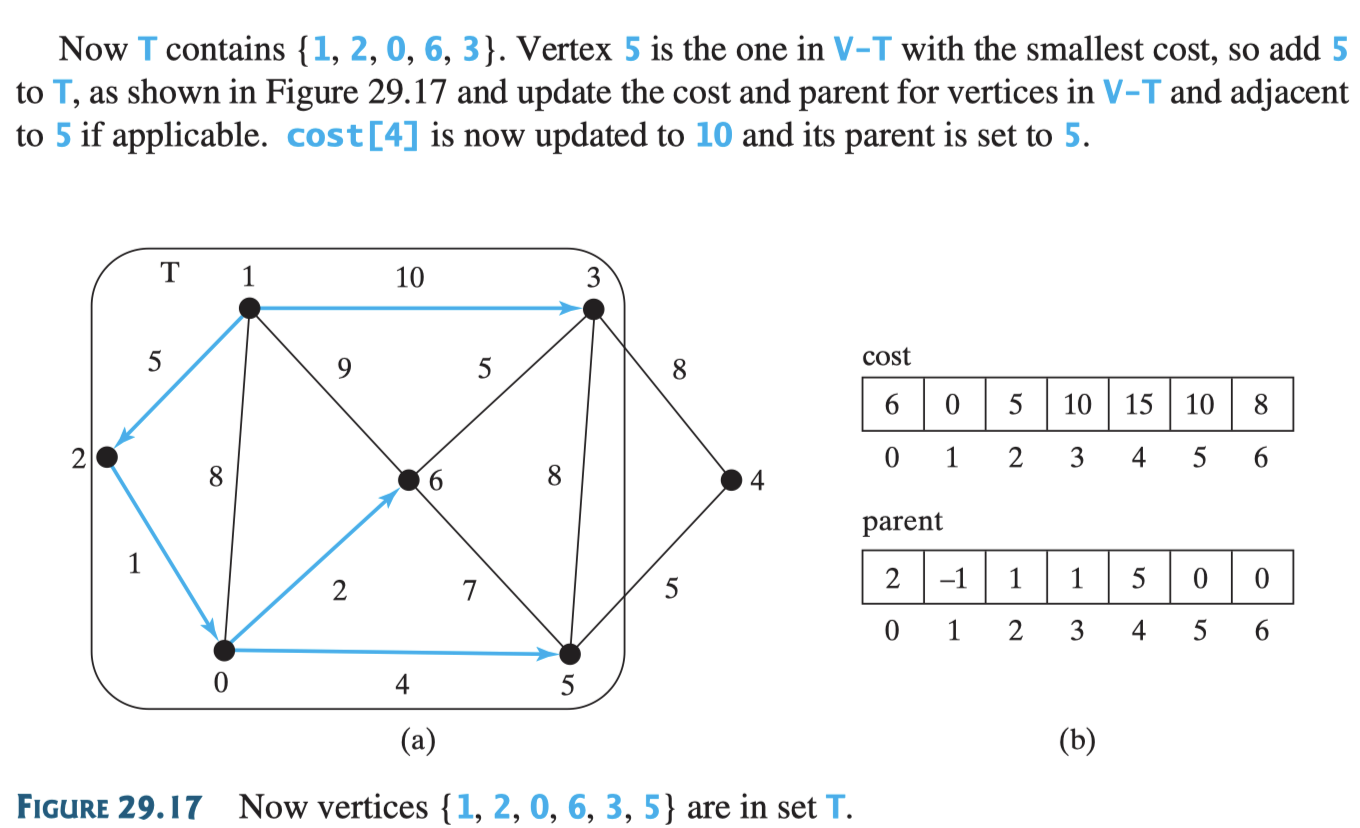 Now T contains {1, 2, 0, 6, 3}. Vertex 5 is the one in V–T with the smallest cost, so add 5
to T, as shown in Figure 29.17 and update the cost and parent for vertices in V–T and adjacent
to 5 if applicable. cost[4] is now updated to 10 and its parent is set to 5.
T 1 10 3
5 9 5 8
2 8 6 8 4
1 2 7 5
0 4 5
(a)
cost
6 0 5 10 15 10 8
0 1 2 3 4 5 6
parent
2 –1 1 1 5 0 0
0 1 2 3 4 5 6
(b)
FIGURE 29.17 Now vertices {1, 2, 0, 6, 3, 5} are in set T.